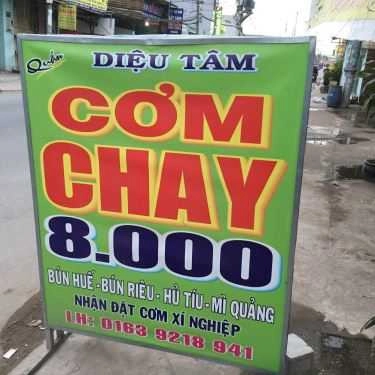 Quán
DIỆU TÂM
CƠM
CHAY
8.000
BÚN HUẾ - BÚN RIÊU - HỦ TÍU - MÌ QUẢNG
NHẬN ĐẶT CƠM XÍ NGHIỆP
LH: 0163 9218 941